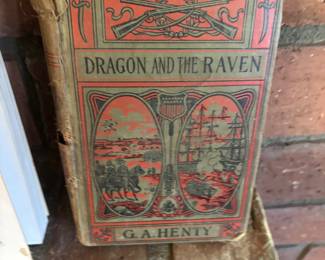 DRAGON AND THE RAVEN
G.A. HENTY